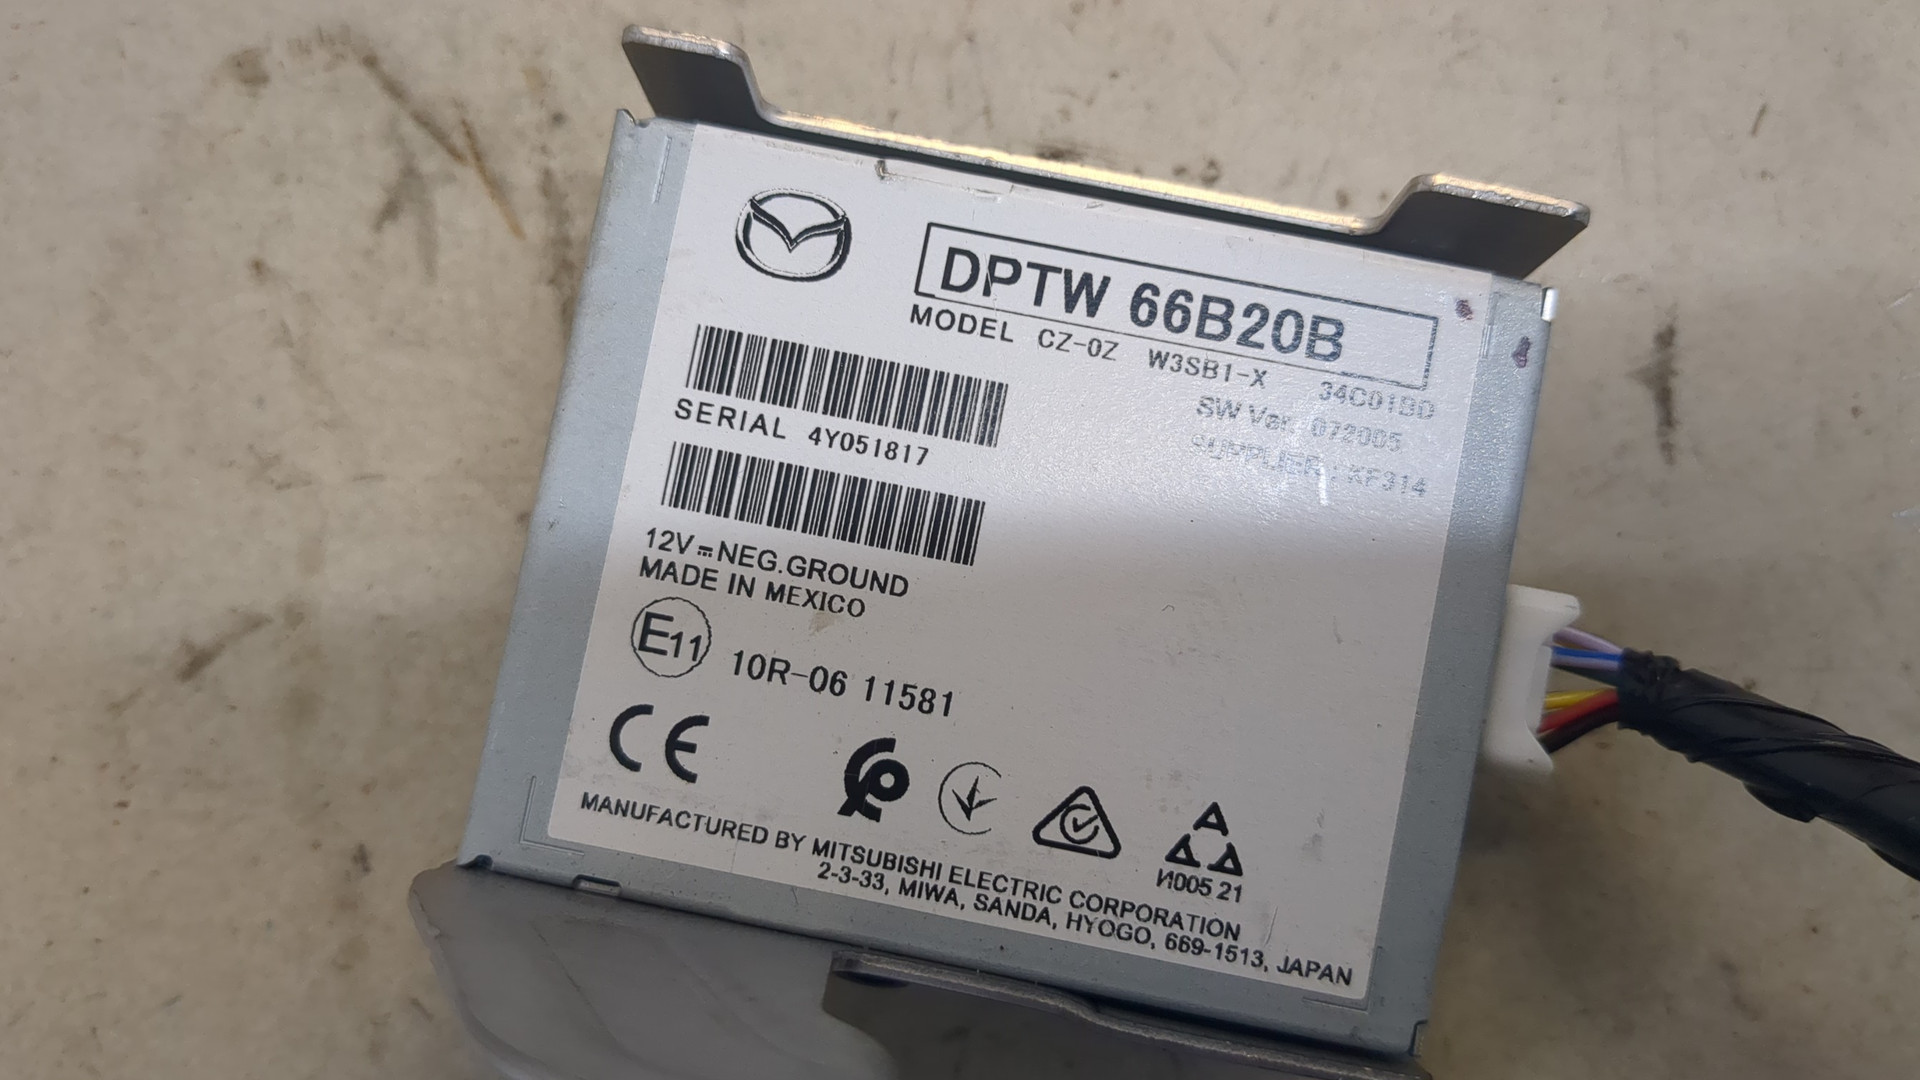 DPTW 66B20B
MODEL CZ-0Z W3SB1-X 34C01BD
SW Ver. 072005
SUPPLIER : KF314
SERIAL 4Y051817
12V NEG.GROUND
MADE IN MEXICO
E11 10R-06 11581
CE
И005 21
MANUFACTURED BY MITSUBISHI ELECTRIC CORPORATION
2-3-33, MIWA, SANDA, HYOGO, 669-1513, JAPAN